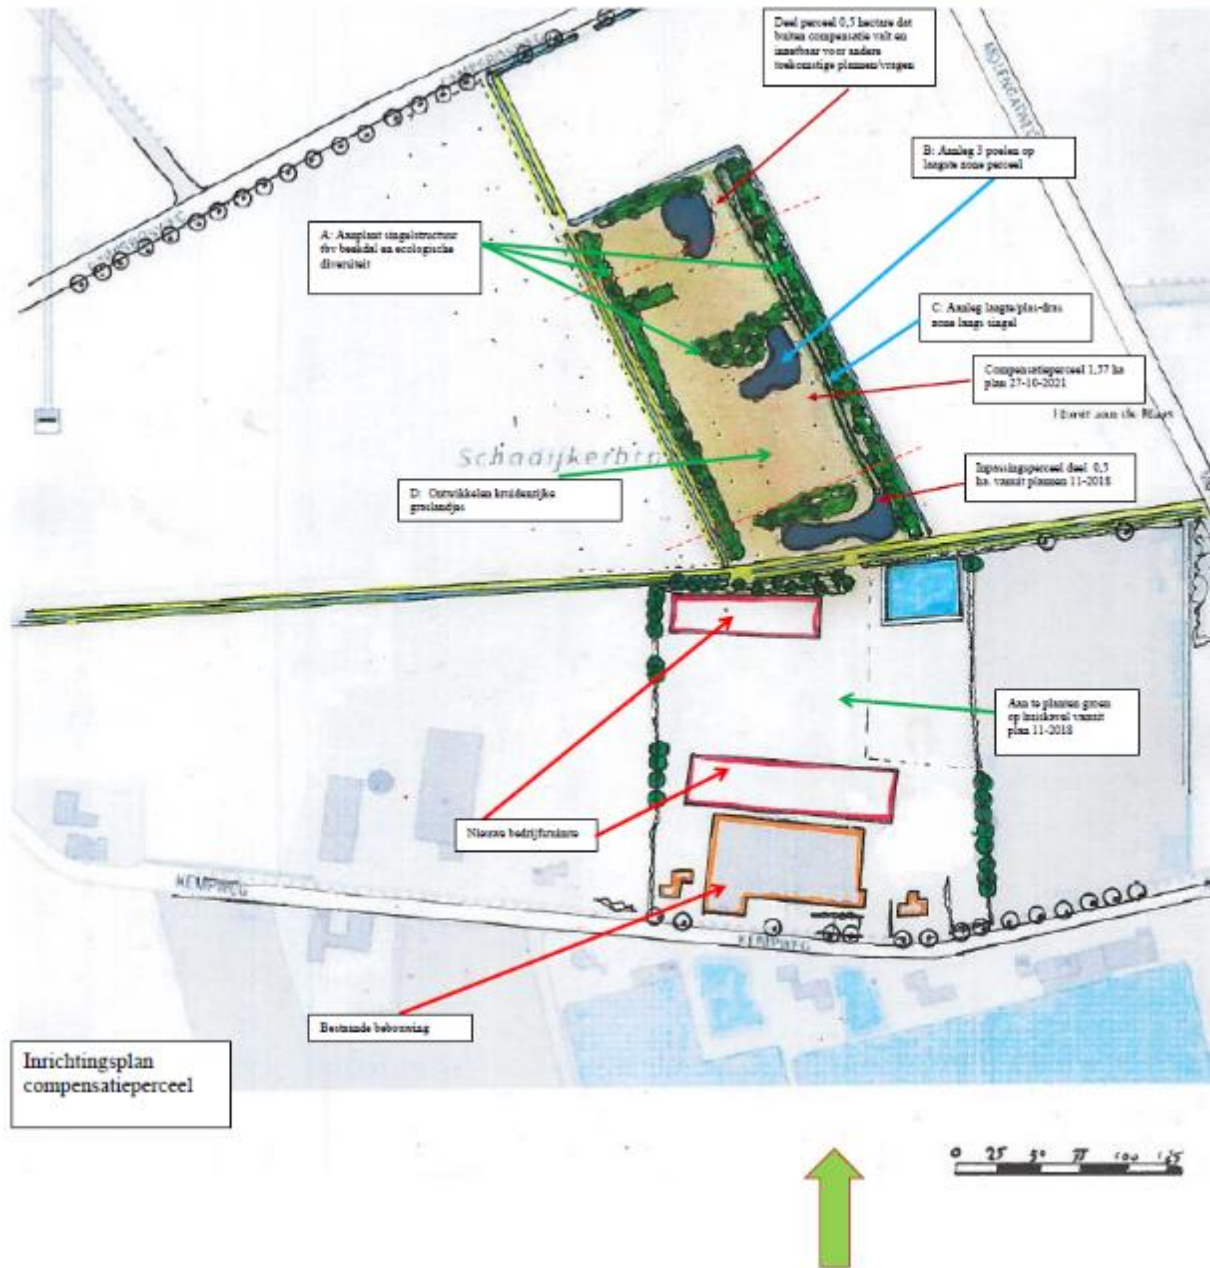 Deel perceel 0,5 hectare dat
buiten compensatie valt en
inzetbaar voor andere
toekomstige plannen/vragen
B: Aanleg 3 poelen op
laagste zone perceel
A: Aanplant singelstructuur
tbv beekdal en ecologische
diversiteit
C: Aanleg laagte/plas-dras
zone langs singel
Compensatieperceel 1,57 ha
plan 27-10-2021
Inpassingsperceel deel 0,5
ha. vanuit plannen 11-2018
D: Ontwikkelen kruidenrijke
graslandjes
Aan te planten groen
op huiskavel vanuit
plan 11-2018
Nieuwe bedrijfsruimte
KEMPWEG
KEMPWEG
Bestaande bebouwing
Inrichtingsplan
compensatieperceel
0 25 50 75 100 125